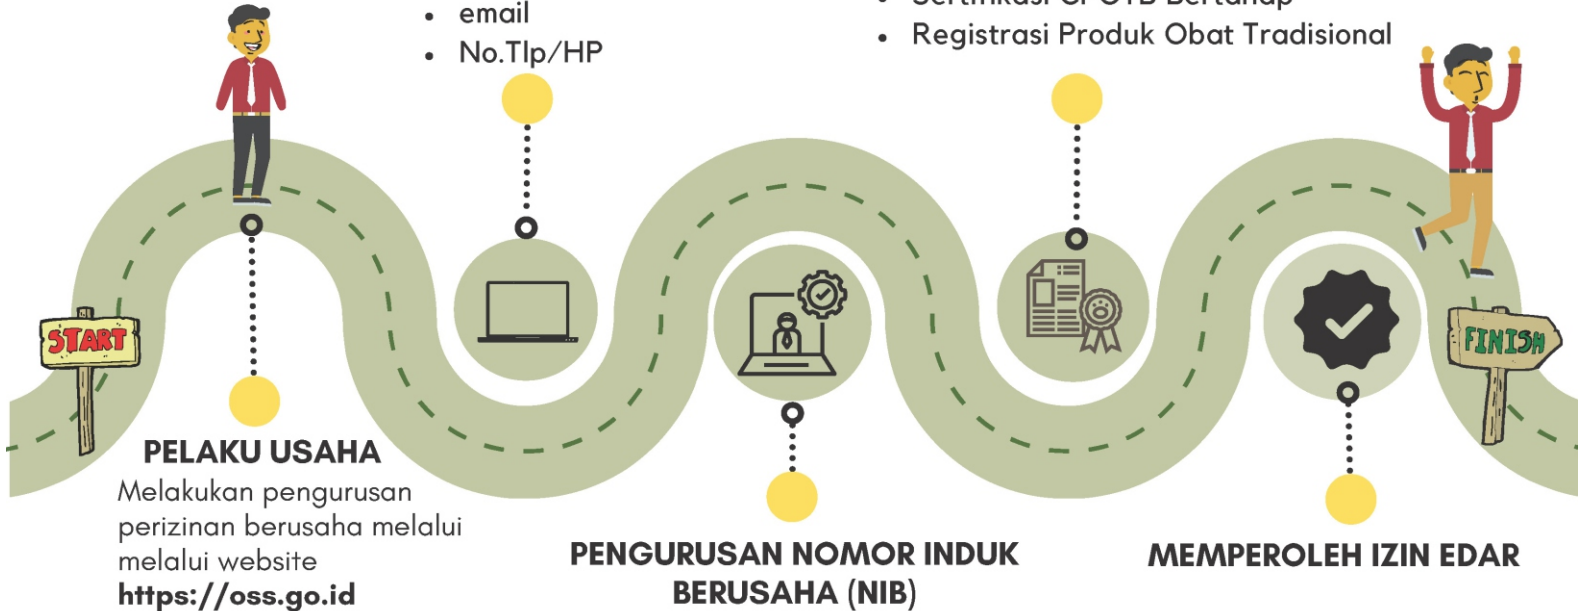 email
No.Tlp/HP
Registrasi Produk Obat Tradisional
START
FINISH
PELAKU USAHA
Melakukan pengurusan
perizinan berusaha melalui
melalui website
https://oss.go.id
PENGURUSAN NOMOR INDUK
BERUSAHA (NIB)
MEMPEROLEH IZIN EDAR